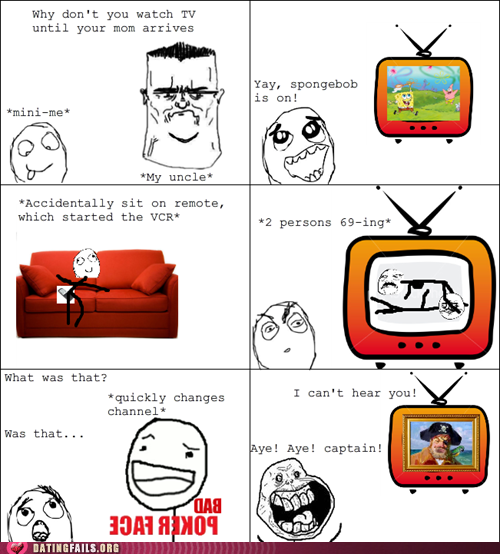 Why don't you watch TV
until your mom arrives
*mini-me*
*My uncle*
Yay, spongebob
is on!
*Accidentally sit on remote,
which started the VCR*
*2 persons 69-ing*
What was that?
*quickly changes
channel*
Was that...
BAD
POKER FACE
I can't hear you!
Aye! Aye! captain!
DATINGFAILS.ORG